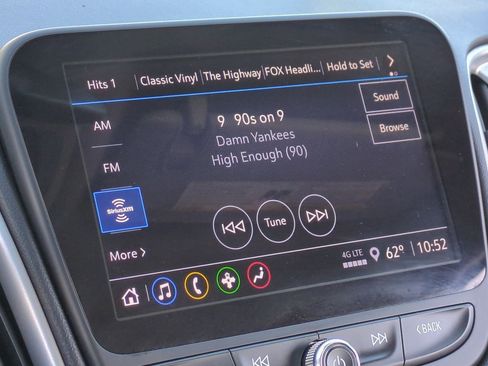 Hits 1 Classic Vinyl The Highway FOX Headli... Hold to Set >
AM
9 90s on 9
Sound
Damn Yankees
Browse
FM
High Enough (90)
SiriusXM
Tune
More >
4G LTE
62° 10:52
BACK